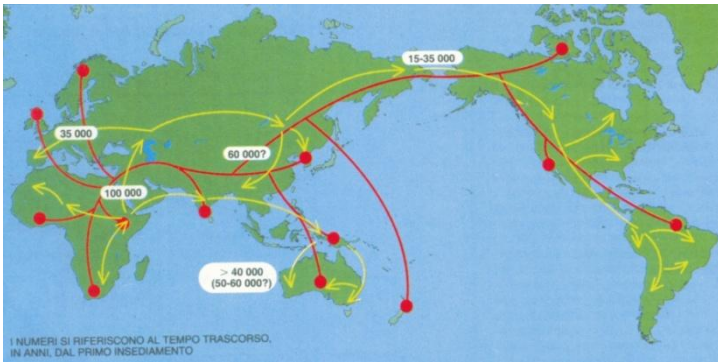 15-35 000
35 000
60 000?
100 000
> 40 000
(50-60 000?)
I NUMERI SI RIFERISCONO AL TEMPO TRASCORSO,
IN ANNI, DAL PRIMO INSEDIAMENTO